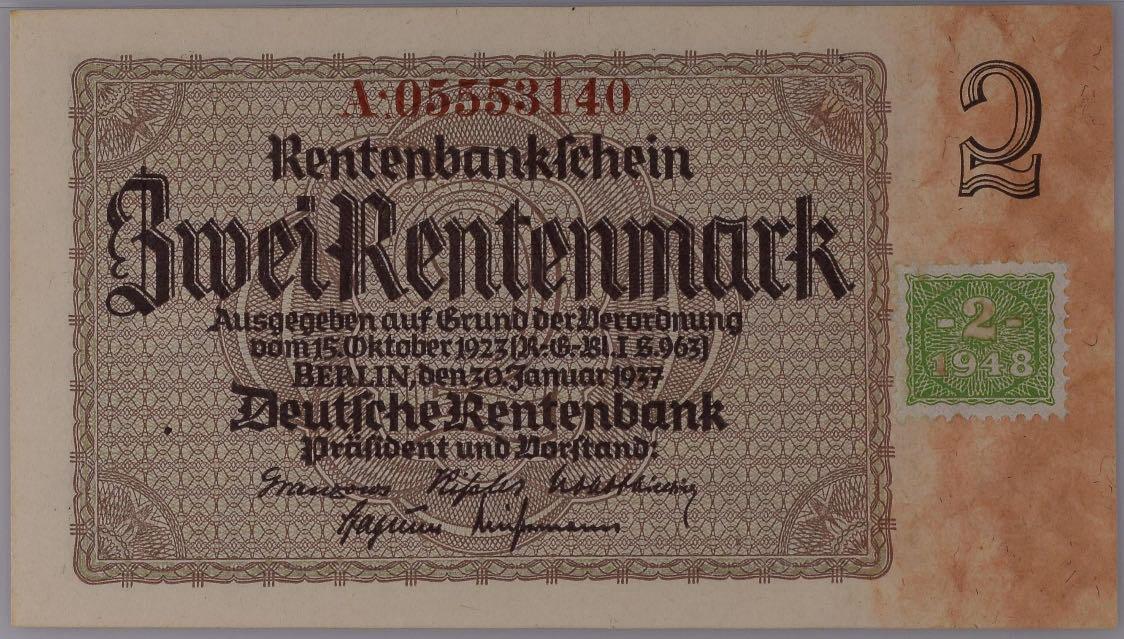 A·05553140
Rentenbankschein
2
Zwei Rentenmark
Ausgegeben auf Grund der Verordnung
vom 15. Oktober 1923 (R.-G.-Bl. I S. 963)
BERLIN, den 30. Januar 1937
Deutsche Rentenbank
Präsident und Vorstand:
- 2 -
1948